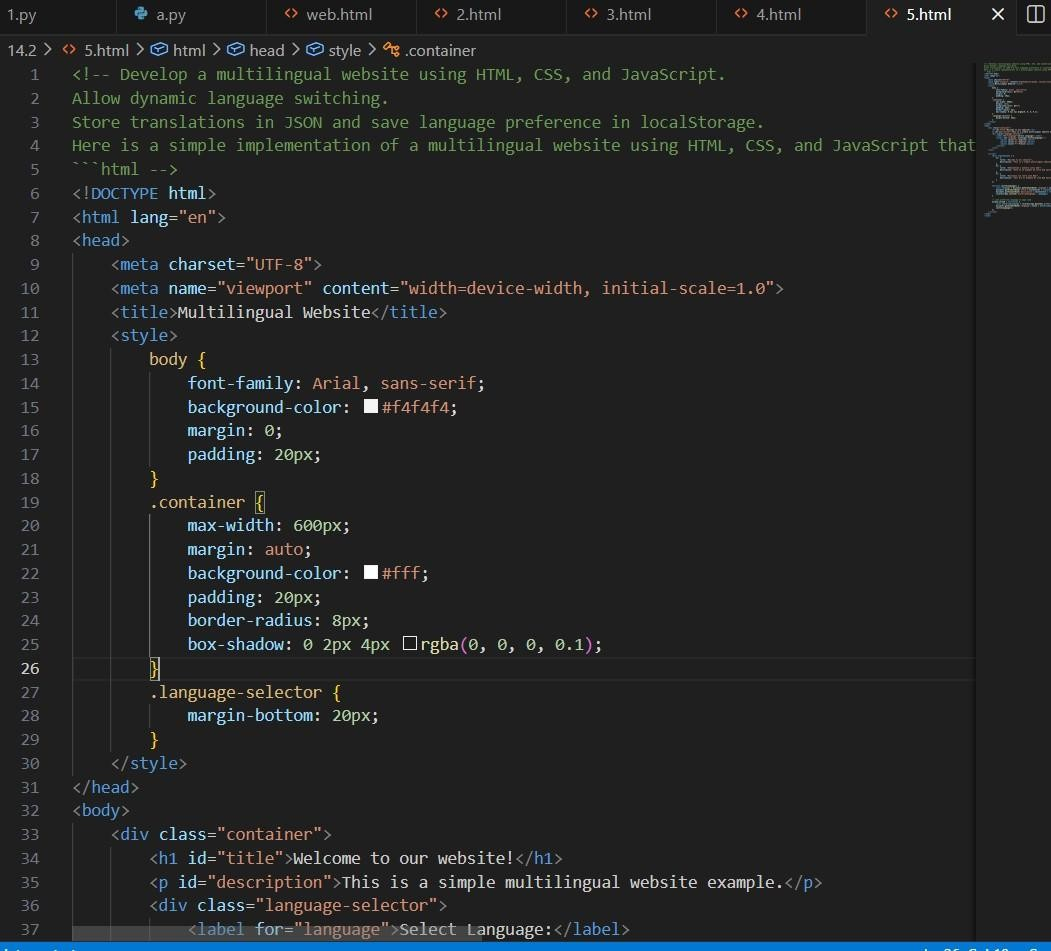 1.py a.py web.html 2.html 3.html 4.html 5.html
14.2 > 5.html > html > head > style > .container
1 <!-- Develop a multilingual website using HTML, CSS, and JavaScript.
2 Allow dynamic language switching.
3 Store translations in JSON and save language preference in localStorage.
4 Here is a simple implementation of a multilingual website using HTML, CSS, and JavaScript that
5 ```html -->
6 <!DOCTYPE html>
7 <html lang="en">
8 <head>
9 <meta charset="UTF-8">
10 <meta name="viewport" content="width=device-width, initial-scale=1.0">
11 <title>Multilingual Website</title>
12 <style>
13 body {
14 font-family: Arial, sans-serif;
15 background-color: #f4f4f4;
16 margin: 0;
17 padding: 20px;
18 }
19 .container {
20 max-width: 600px;
21 margin: auto;
22 background-color: #fff;
23 padding: 20px;
24 border-radius: 8px;
25 box-shadow: 0 2px 4px rgba(0, 0, 0, 0.1);
26 }
27 .language-selector {
28 margin-bottom: 20px;
29 }
30 </style>
31 </head>
32 <body>
33 <div class="container">
34 <h1 id="title">Welcome to our website!</h1>
35 <p id="description">This is a simple multilingual website example.</p>
36 <div class="language-selector">
37 <label for="language">Select Language:</label>